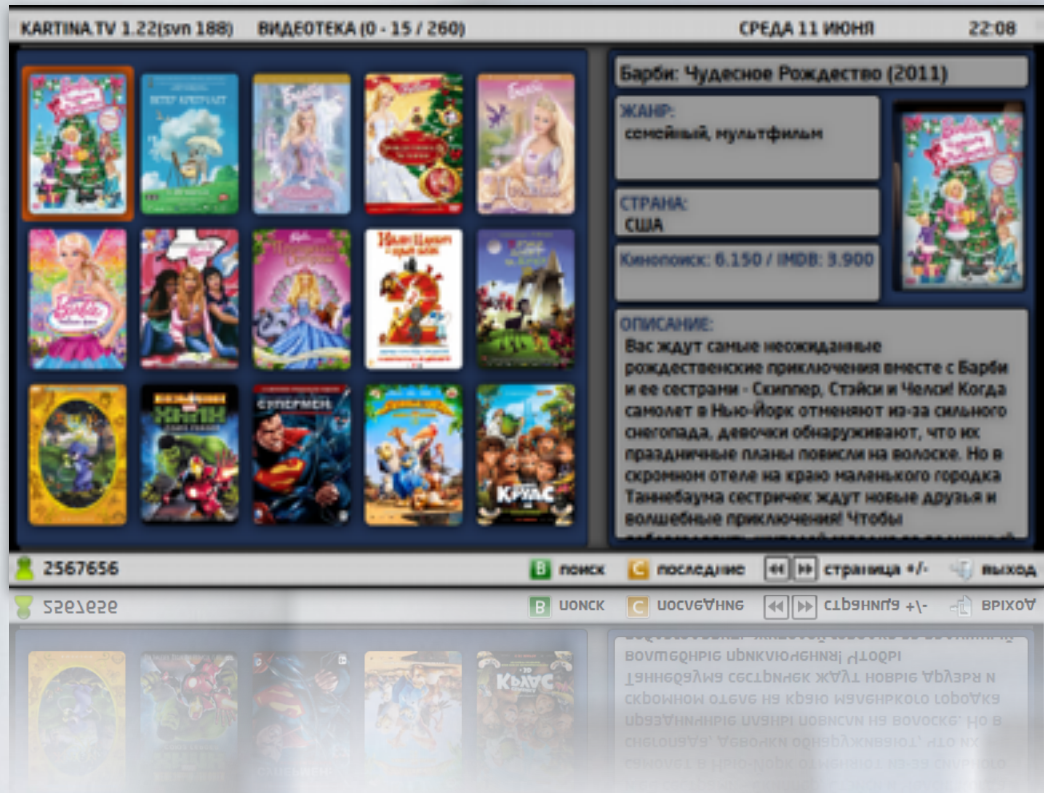 KARTINA.TV 1.22(svn 188) ВИДЕОТЕКА (0 - 15 / 260) СРЕДА 11 ИЮНЯ 22:08
Барби: Чудесное Рождество (2011)
ЖАНР:
семейный, мультфильм
СТРАНА:
США
Кинопоиск: 6.150 / IMDB: 3.900
ОПИСАНИЕ:
Вас ждут самые неожиданные
рождественские приключения вместе с Барби
и ее сестрами - Скиппер, Стэйси и Челси! Когда
самолет в Нью-Йорк отменяют из-за сильного
снегопада, девочки обнаруживают, что их
праздничные планы повисли на волоске. Но в
скромном отеле на краю маленького городка
Таннебаума сестричек ждут новые друзья и
волшебные приключения! Чтобы
Barbie
СУПЕРМЕН
КРУДС
2567656 B поиск C последние страница +/- выход